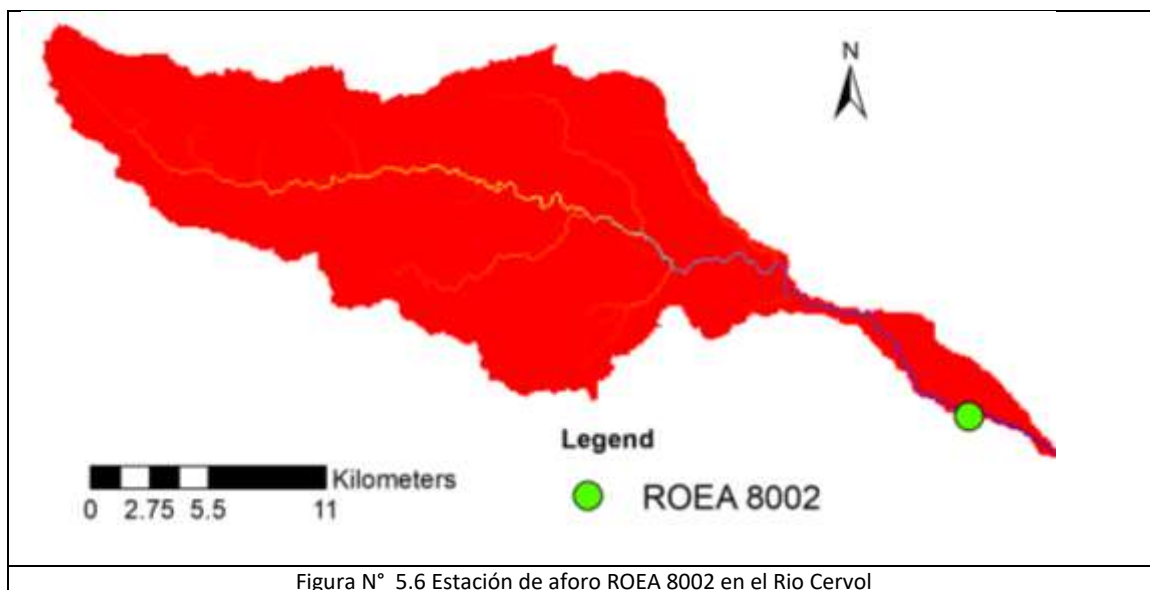 N
Legend
Kilometers
0 2.75 5.5 11
ROEA 8002
Figura N° 5.6 Estación de aforo ROEA 8002 en el Rio Cervol